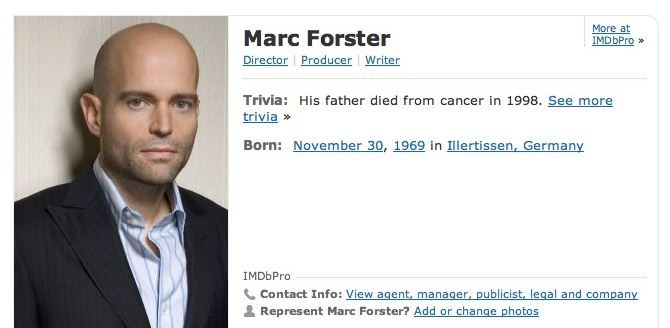 Marc Forster
More at
IMDbPro »
Director | Producer | Writer
Trivia: His father died from cancer in 1998. See more
trivia »
Born: November 30, 1969 in Illertissen, Germany
IMDbPro
Contact Info: View agent, manager, publicist, legal and company
Represent Marc Forster? Add or change photos